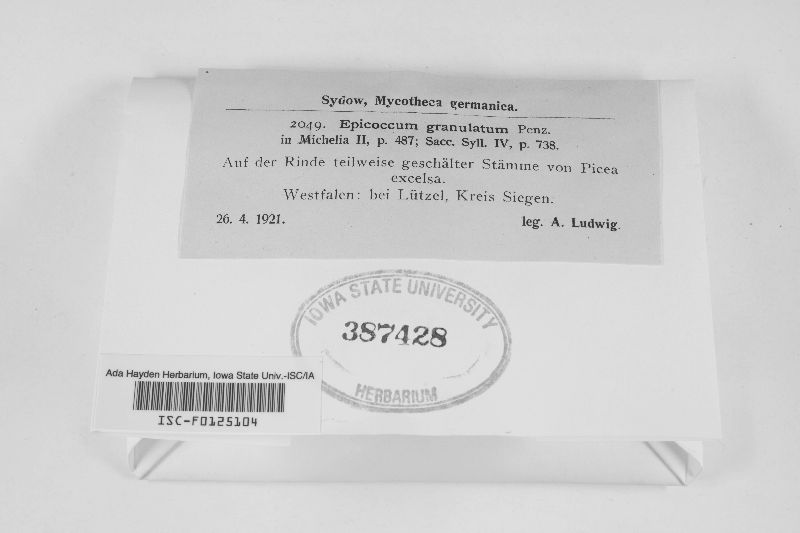 Sydow, Mycotheca germanica.
2049. Epicoccum granulatum Penz.
in Michelia II, p. 487; Sacc. Syll. IV, p. 738.
Auf der Rinde teilweise geschälter Stämme von Picea
excelsa.
Westfalen: bei Lützel, Kreis Siegen.
26. 4. 1921. leg. A. Ludwig.
IOWA STATE UNIVERSITY
387428
HERBARIUM
Ada Hayden Herbarium, Iowa State Univ.-ISC/IA
ISC-F0125104